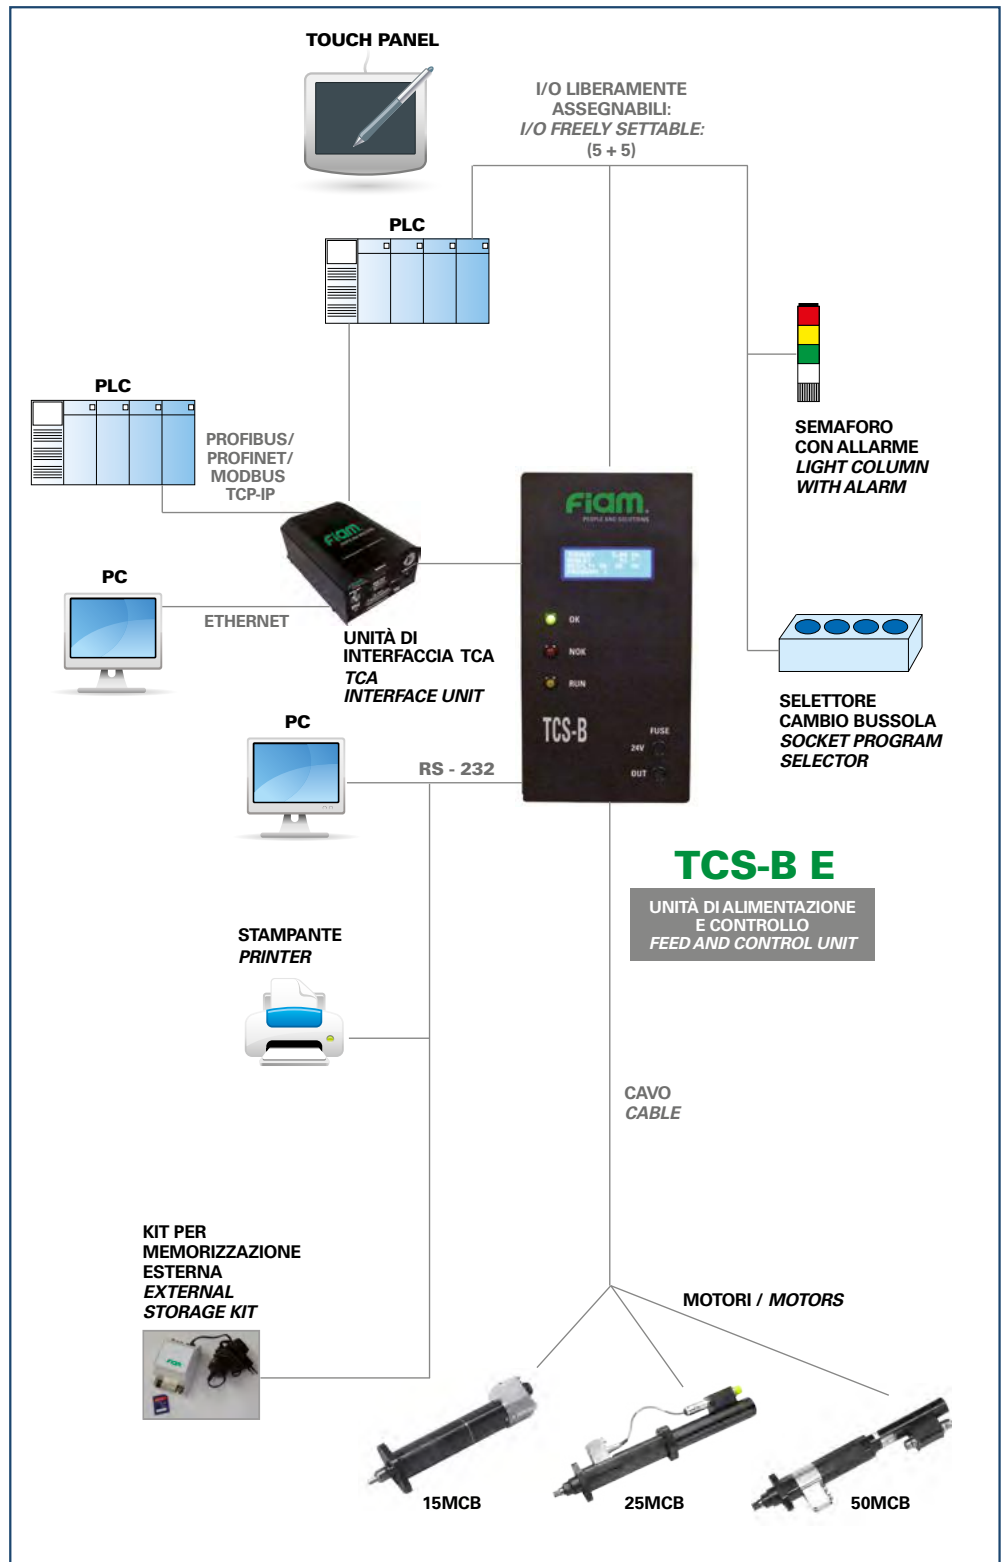 TOUCH PANEL
I/O LIBERAMENTE
ASSEGNABILI:
I/O FREELY SETTABLE:
(5 + 5)
PLC
PLC
PROFIBUS/
PROFINET/
MODBUS
TCP-IP
SEMAFORO
CON ALLARME
LIGHT COLUMN
WITH ALARM
Fiam
Fiam.
PEOPLE AND SOLUTIONS
OK
NOK
RUN
TCS-B
FUSE
24V
OUT
PC
ETHERNET
UNITÀ DI
INTERFACCIA TCA
TCA
INTERFACE UNIT
SELETTORE
CAMBIO BUSSOLA
SOCKET PROGRAM
SELECTOR
PC
RS - 232
TCS-B E
UNITÀ DI ALIMENTAZIONE
E CONTROLLO
FEED AND CONTROL UNIT
STAMPANTE
PRINTER
CAVO
CABLE
KIT PER
MEMORIZZAZIONE
ESTERNA
EXTERNAL
STORAGE KIT
Fiam
MOTORI / MOTORS
15MCB
25MCB
50MCB